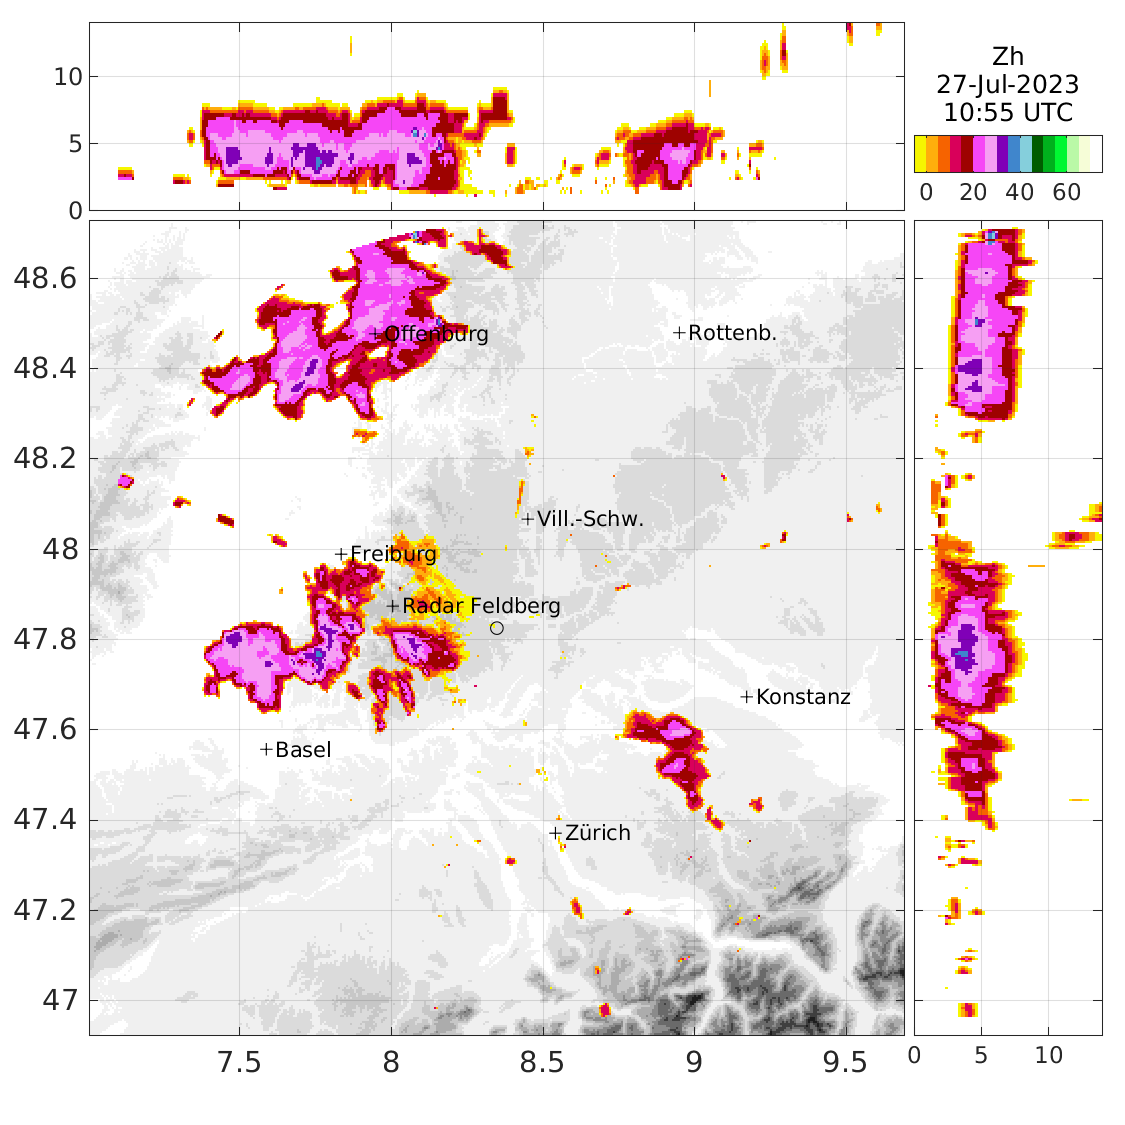 10
5
0
Zh
27-Jul-2023
10:55 UTC
0 20 40 60
48.6
48.4
48.2
48
47.8
47.6
47.4
47.2
47
Offenburg
Rottenb.
Vill.-Schw.
Freiburg
Radar Feldberg
Konstanz
Basel
Zürich
7.5 8 8.5 9 9.5
0 5 10